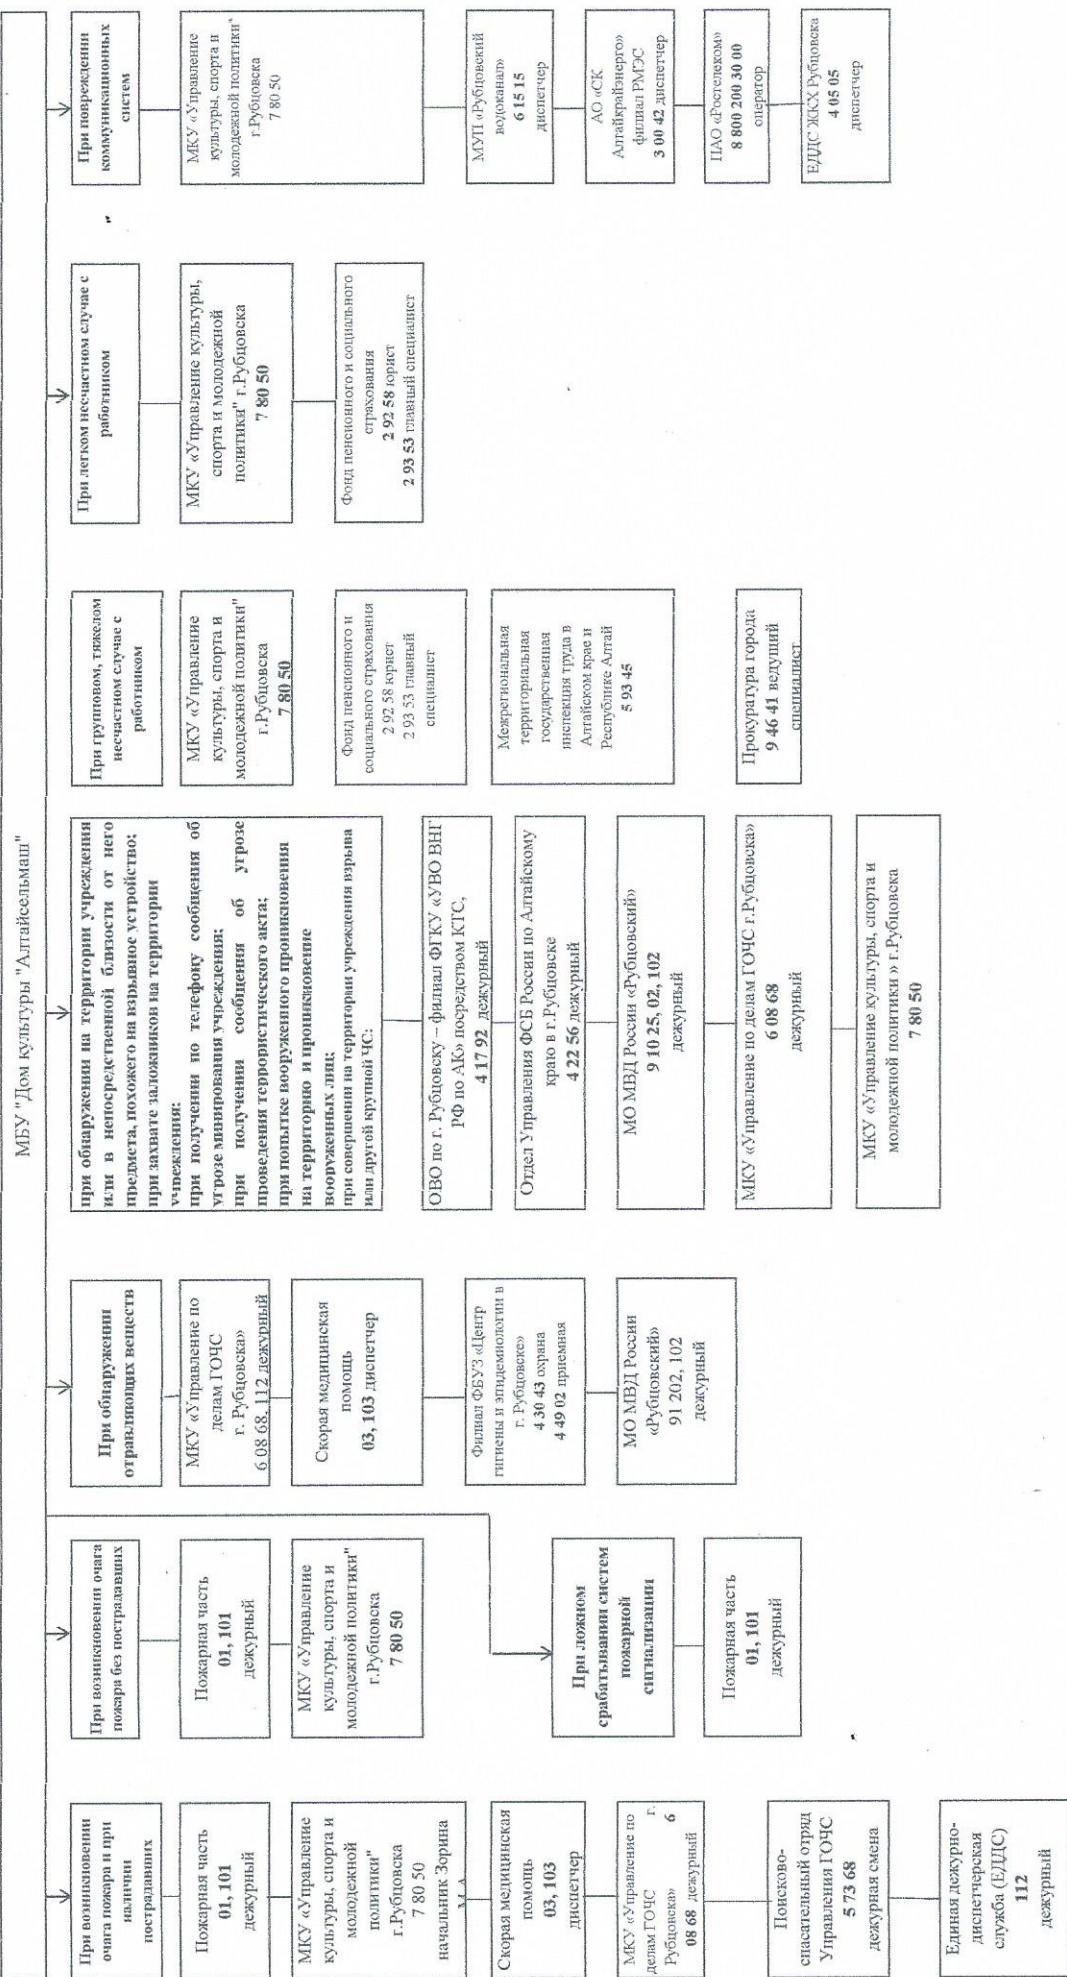 МБУ "Дом культуры "Алтайсельмаш"
При возникновении
очага пожара и при
наличии
пострадавших
Пожарная часть
01, 101
дежурный
МКУ «Управление
культуры, спорта и
молодежной
политики"
г.Рубцовска
7 80 50
начальник Зорина
Скорая медицинская
помощь
03, 103
диспетчер
МКУ «Управление по
делам ГОЧС г.
Рубцовска» 6
08 68 дежурный
Поисково-
спасательный отряд
Управления ГОЧС
5 73 68
дежурная смена
Единая дежурно-
диспетчерская
служба (ЕДДС)
112
дежурный
При возникновении очага
пожара без пострадавших
Пожарная часть
01, 101
дежурный
МКУ «Управление
культуры, спорта и
молодежной политики"
г.Рубцовска
7 80 50
При ложном
срабатывании систем
пожарной
сигнализации
Пожарная часть
01, 101
дежурный
При обнаружении
отравляющих веществ
МКУ «Управление по
делам ГОЧС
г. Рубцовска»
6 08 68, 112 дежурный
Скорая медицинская
помощь
03, 103 диспетчер
Филиал ФБУЗ «Центр
гигиены и эпидемиологии в
г. Рубцовске»
4 30 43 охрана
4 49 02 приемная
МО МВД России
«Рубцовский»
91 202, 102
дежурный
при обнаружении на территории учреждения
или в непосредственной близости от него
предмета, похожего на взрывное устройство;
при захвате заложников на территории
учреждения;
при получении по телефону сообщения об
угрозе минирования учреждения;
при получении сообщения об угрозе
проведения террористического акта;
при попытке вооруженного проникновения
на территорию и проникновение
вооруженных лиц;
при совершении на территории учреждения взрыва
или другой крупной ЧС:
ОВО по г. Рубцовску – филиал ФГКУ «УВО ВНГ
РФ по АК» посредством КТС,
4 17 92 дежурный
Отдел Управления ФСБ России по Алтайскому
краю в г.Рубцовске
4 22 56 дежурный
МО МВД России «Рубцовский»
9 10 25, 02, 102
дежурный
МКУ «Управление по делам ГОЧС г.Рубцовска»
6 08 68
дежурный
МКУ «Управление культуры, спорта и
молодежной политики » г.Рубцовска
7 80 50
При групповом, тяжелом
несчастном случае с
работником
МКУ «Управление
культуры, спорта и
молодежной политики"
г.Рубцовска
7 80 50
Фонд пенсионного и
социального страхования
2 92 58 юрист
2 93 53 главный
специалист
Межрегиональная
территориальная
государственная
инспекция труда в
Алтайском крае и
Республике Алтай
5 93 45
Прокуратура города
9 46 41 ведущий
специалист
При легком несчастном случае с
работником
МКУ «Управление культуры,
спорта и молодежной
политики" г.Рубцовска
7 80 50
Фонд пенсионного и социального
страхования
2 92 58 юрист
2 93 53 главный специалист
При повреждении
коммуникационных
систем
МКУ «Управление
культуры, спорта и
молодежной политики"
г.Рубцовска
7 80 50
МУП «Рубцовский
водоканал»
6 15 15
диспетчер
АО «СК
Алтайкрайэнерго»
филиал РМЭС
3 00 42 диспетчер
ПАО «Ростелеком»
8 800 200 30 00
оператор
ЕДДС ЖКХ Рубцовска
4 05 05
диспетчер